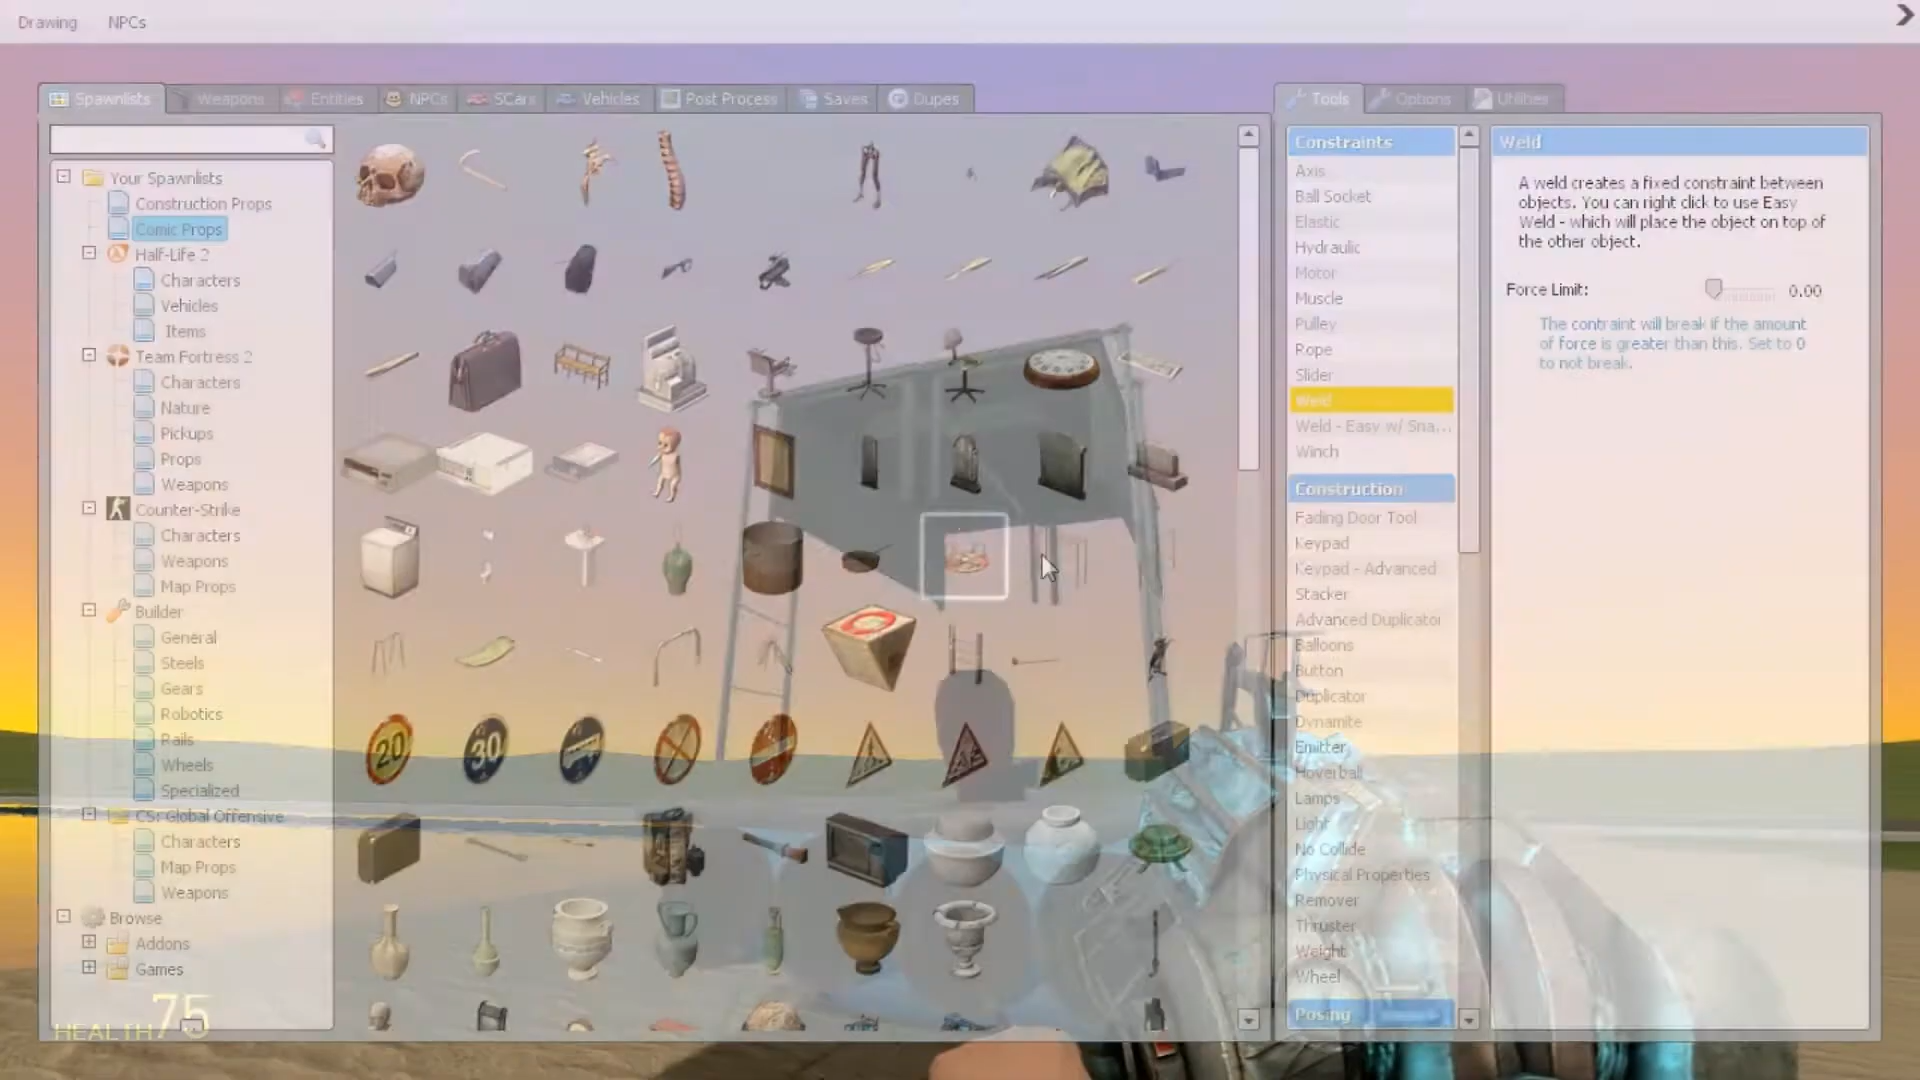 Drawing NPCs
Spawnlists Weapons Entities NPCs SCars Vehicles Post Process Saves Dupes
Your Spawnlists
Construction Props
Comic Props
Half-Life 2
Characters
Vehicles
Items
Team Fortress 2
Characters
Nature
Pickups
Props
Weapons
Counter-Strike
Characters
Weapons
Map Props
Builder
General
Steels
Gears
Robotics
Rails
Wheels
Specialized
CS: Global Offensive
Characters
Map Props
Weapons
Browse
Addons
Games
HEALTH 75
20
30
Tools Options Utilities
Constraints
Axis
Ball Socket
Elastic
Hydraulic
Motor
Muscle
Pulley
Rope
Slider
Weld
Weld - Easy w/ Sna...
Winch
Construction
Fading Door Tool
Keypad
Keypad - Advanced
Stacker
Advanced Duplicator
Balloons
Button
Duplicator
Dynamite
Emitter
Hoverball
Lamps
Light
No Collide
Physical Properties
Remover
Thruster
Weight
Wheel
Posing
Weld
A weld creates a fixed constraint between
objects. You can right click to use Easy
Weld - which will place the object on top of
the other object.
Force Limit: 0.00
The contraint will break if the amount
of force is greater than this. Set to 0
to not break.